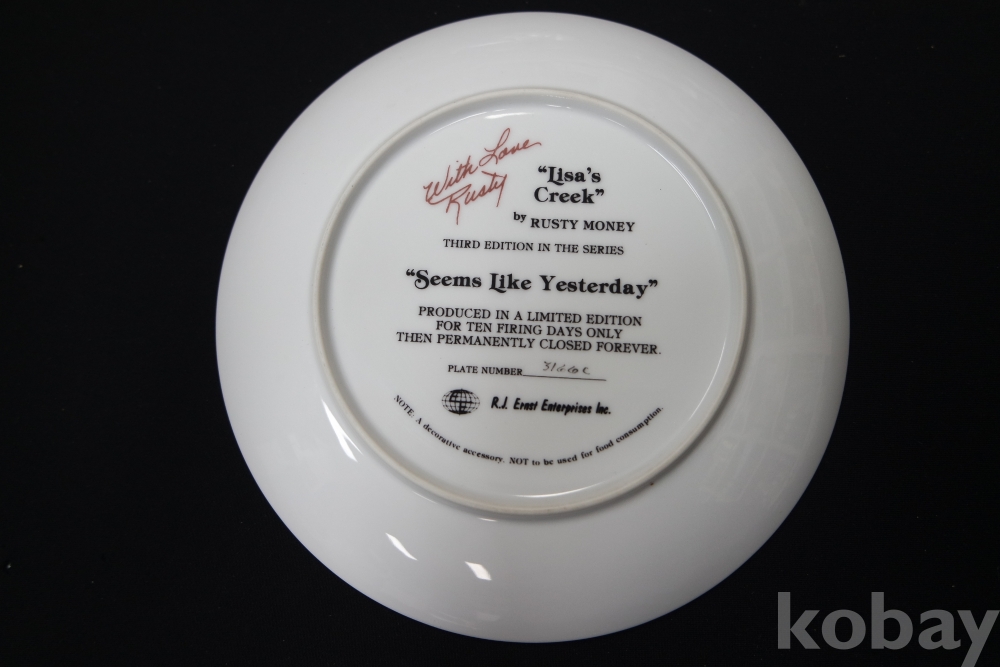 With Love
Rusty
“Lisa's
Creek”
by RUSTY MONEY
THIRD EDITION IN THE SERIES
“Seems Like Yesterday”
PRODUCED IN A LIMITED EDITION
FOR TEN FIRING DAYS ONLY
THEN PERMANENTLY CLOSED FOREVER.
PLATE NUMBER
R.J. Ernst Enterprises Inc.
NOTE: A decorative accessory. NOT to be used for food consumption.
kobay